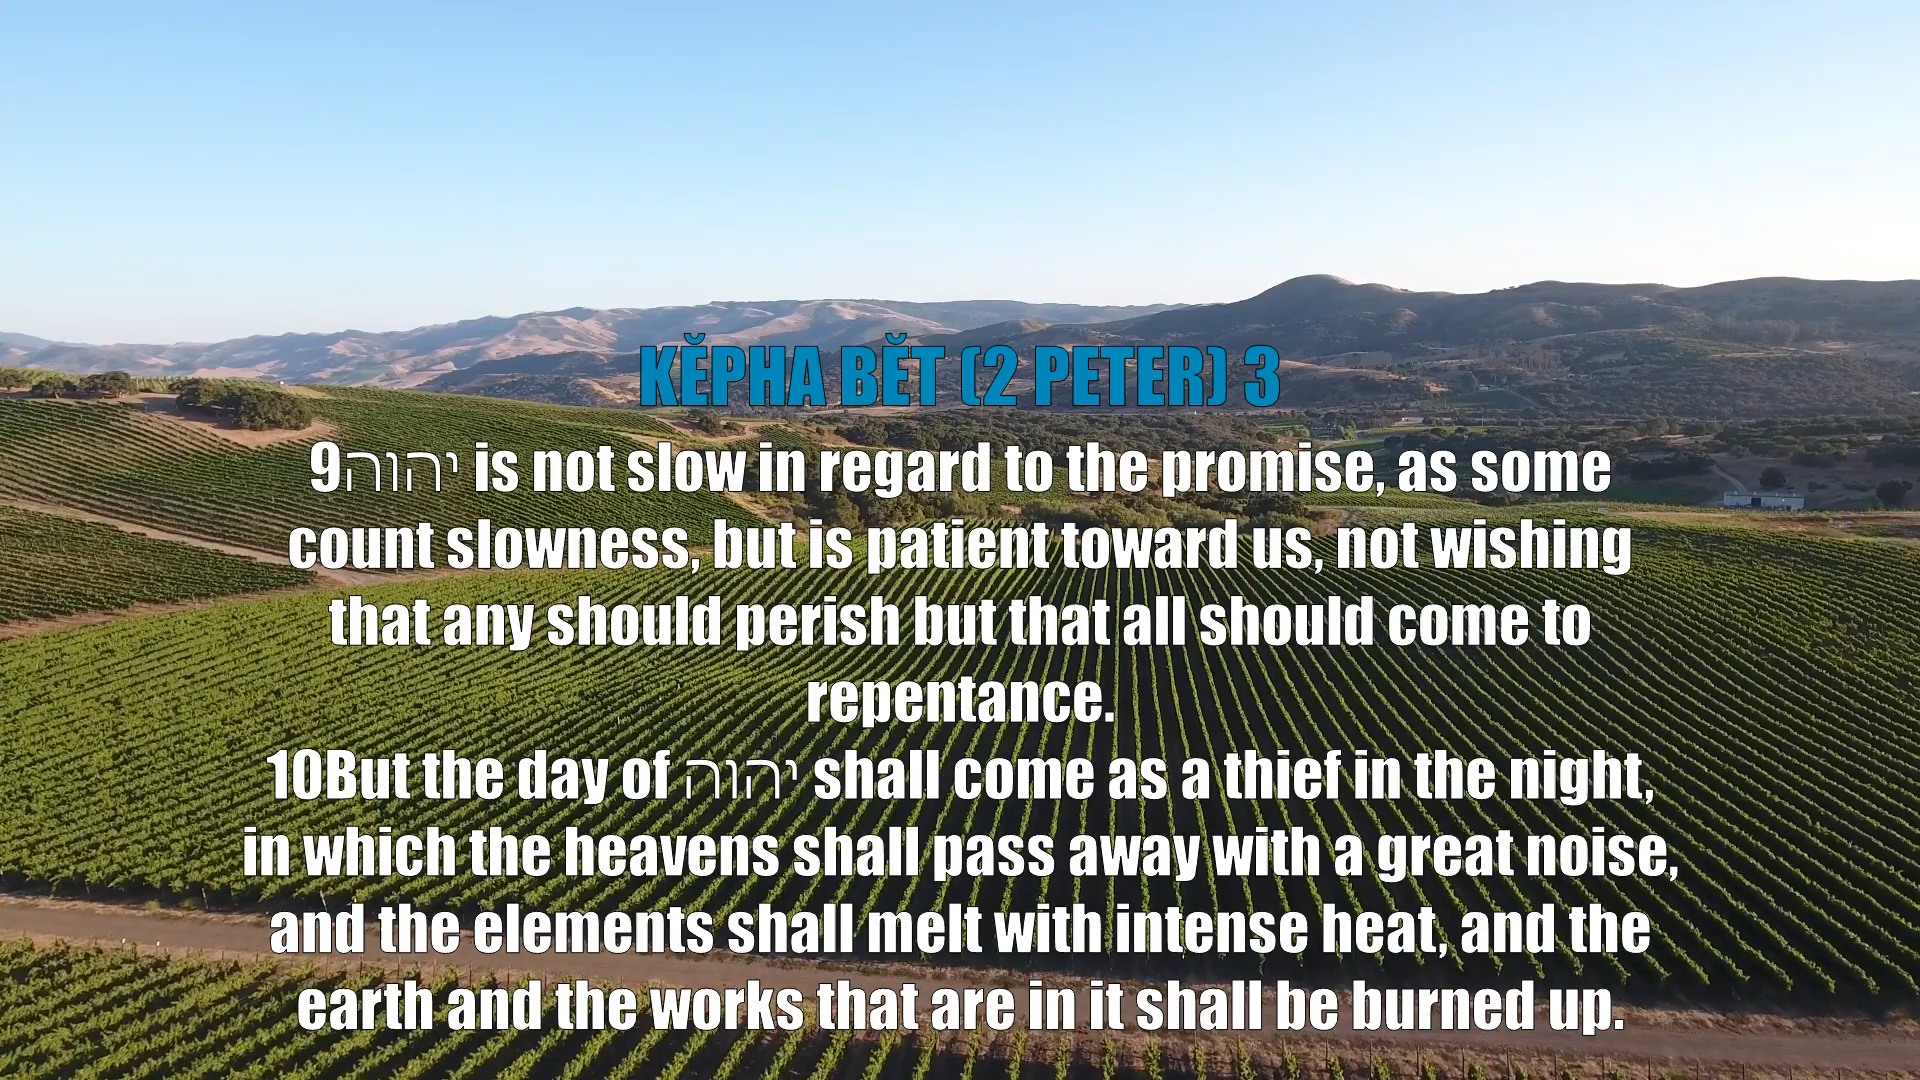 KĔPHA BĔT (2 PETER) 3
9יהוה is not slow in regard to the promise, as some
count slowness, but is patient toward us, not wishing
that any should perish but that all should come to
repentance.
10But the day of יהוה shall come as a thief in the night,
in which the heavens shall pass away with a great noise,
and the elements shall melt with intense heat, and the
earth and the works that are in it shall be burned up.